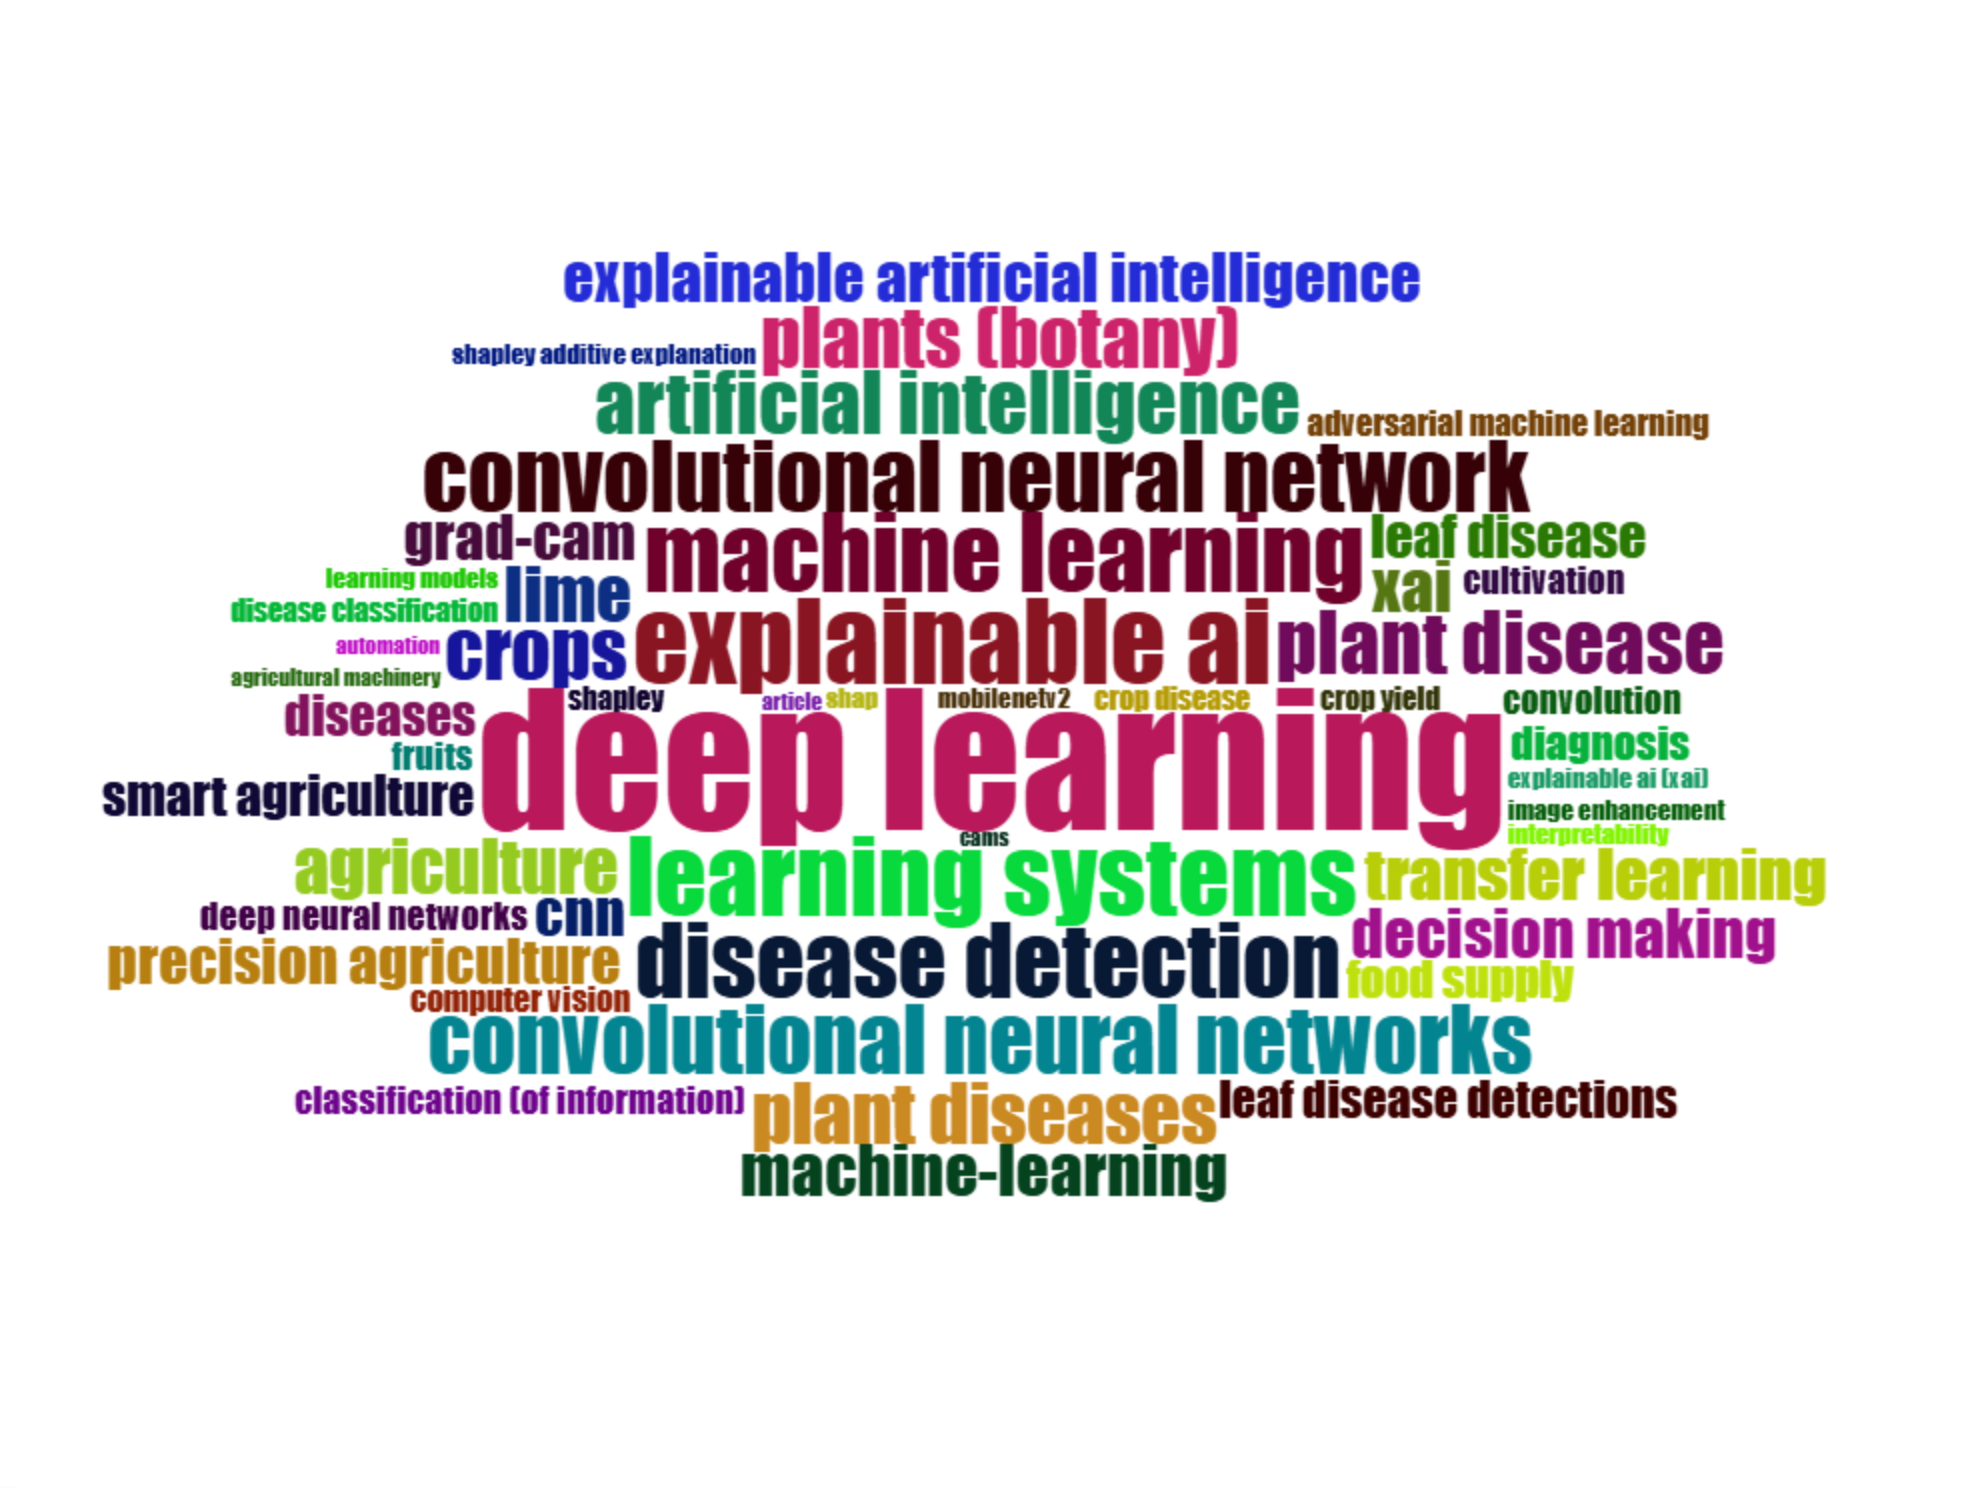 explainable artificial intelligence
plants (botany)
shapley additive explanation
artificial intelligence
adversarial machine learning
convolutional neural network
grad-cam
machine learning
leaf disease
learning models
lime
xai
cultivation
disease classification
explainable ai
plant disease
automation
crops
agricultural machinery
shapley
article
shap
mobilenetv2
crop disease
crop yield
convolution
diseases
deep learning
diagnosis
fruits
explainable ai (xai)
smart agriculture
image enhancement
interpretability
cams
agriculture
learning systems
transfer learning
deep neural networks
cnn
decision making
precision agriculture
disease detection
food supply
computer vision
convolutional neural networks
classification (of information)
plant diseases
leaf disease detections
machine-learning